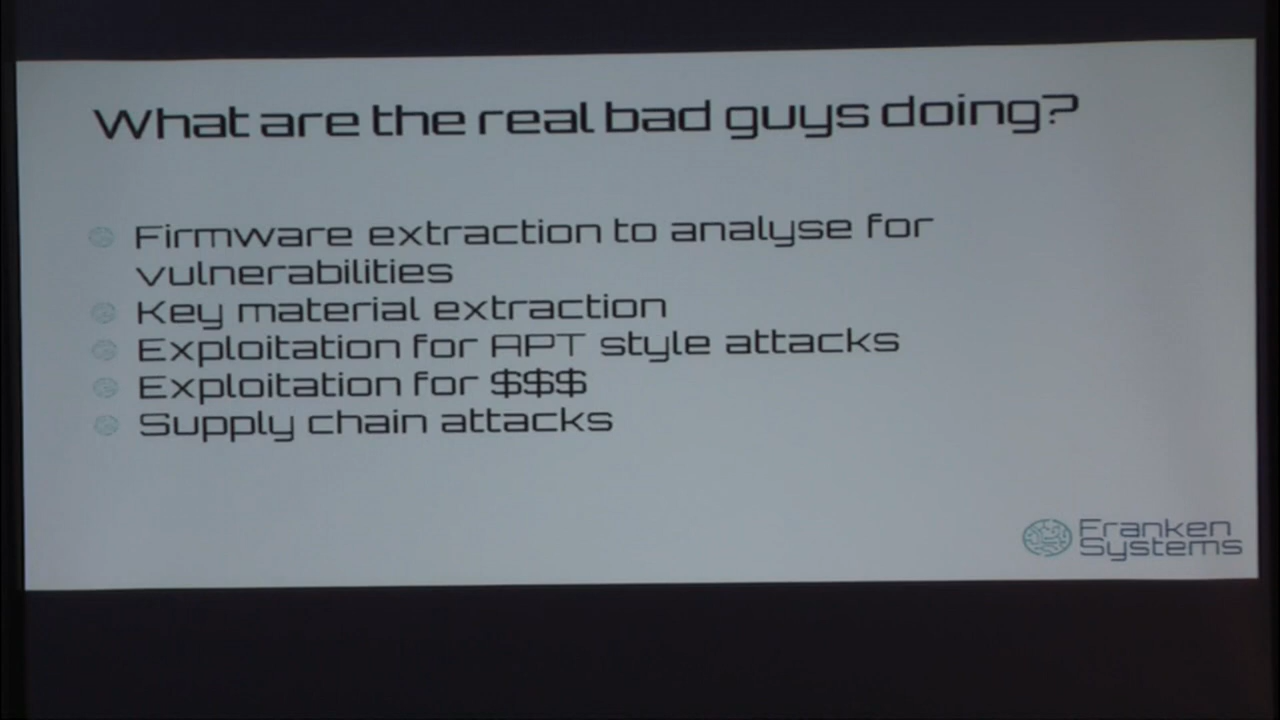 What are the real bad guys doing?
Firmware extraction to analyse for
vulnerabilities
Key material extraction
Exploitation for APT style attacks
Exploitation for $$$
Supply chain attacks
Franken
Systems